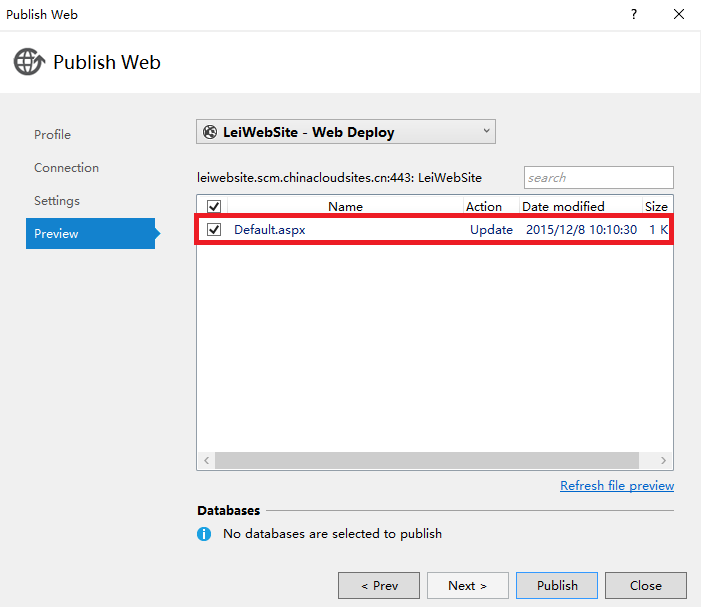 Publish Web
?
Publish Web
Profile
Connection
Settings
Preview
LeiWebSite - Web Deploy
leiwebsite.scm.chinacloudsites.cn:443: LeiWebSite
search
Name Action Date modified Size
Default.aspx Update 2015/12/8 10:10:30 1 K
Refresh file preview
Databases
No databases are selected to publish
< Prev Next > Publish Close